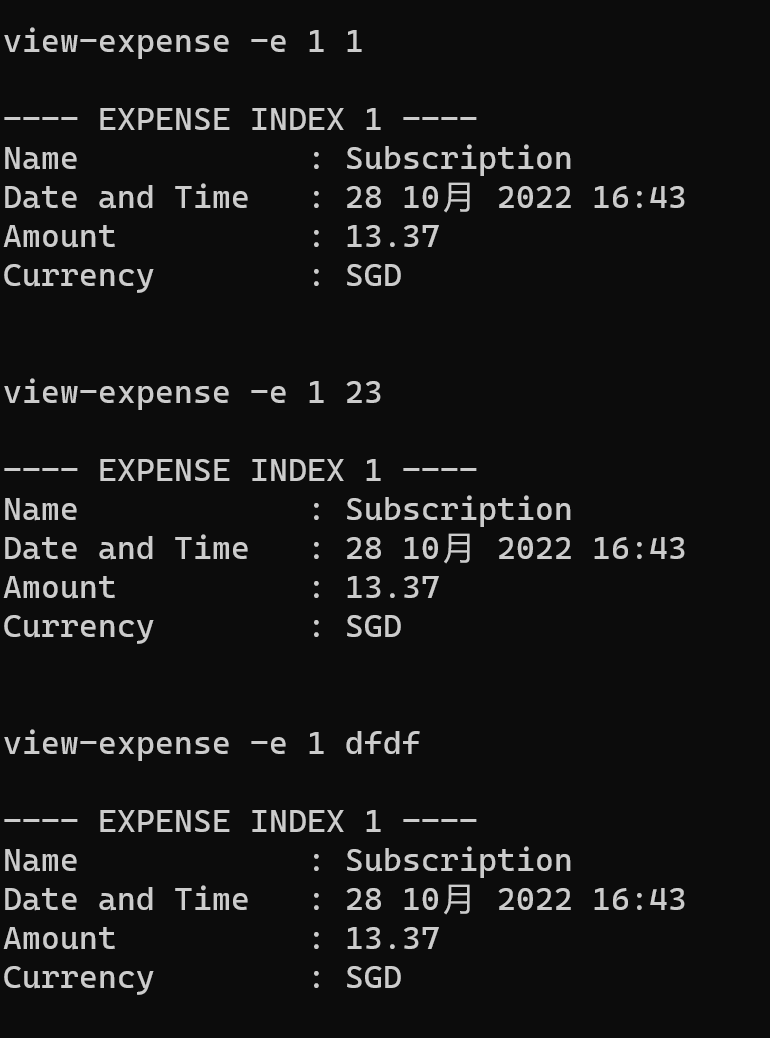 view-expense -e 1 1
---- EXPENSE INDEX 1 ----
Name : Subscription
Date and Time : 28 10月 2022 16:43
Amount : 13.37
Currency : SGD
view-expense -e 1 23
---- EXPENSE INDEX 1 ----
Name : Subscription
Date and Time : 28 10月 2022 16:43
Amount : 13.37
Currency : SGD
view-expense -e 1 dfdf
---- EXPENSE INDEX 1 ----
Name : Subscription
Date and Time : 28 10月 2022 16:43
Amount : 13.37
Currency : SGD